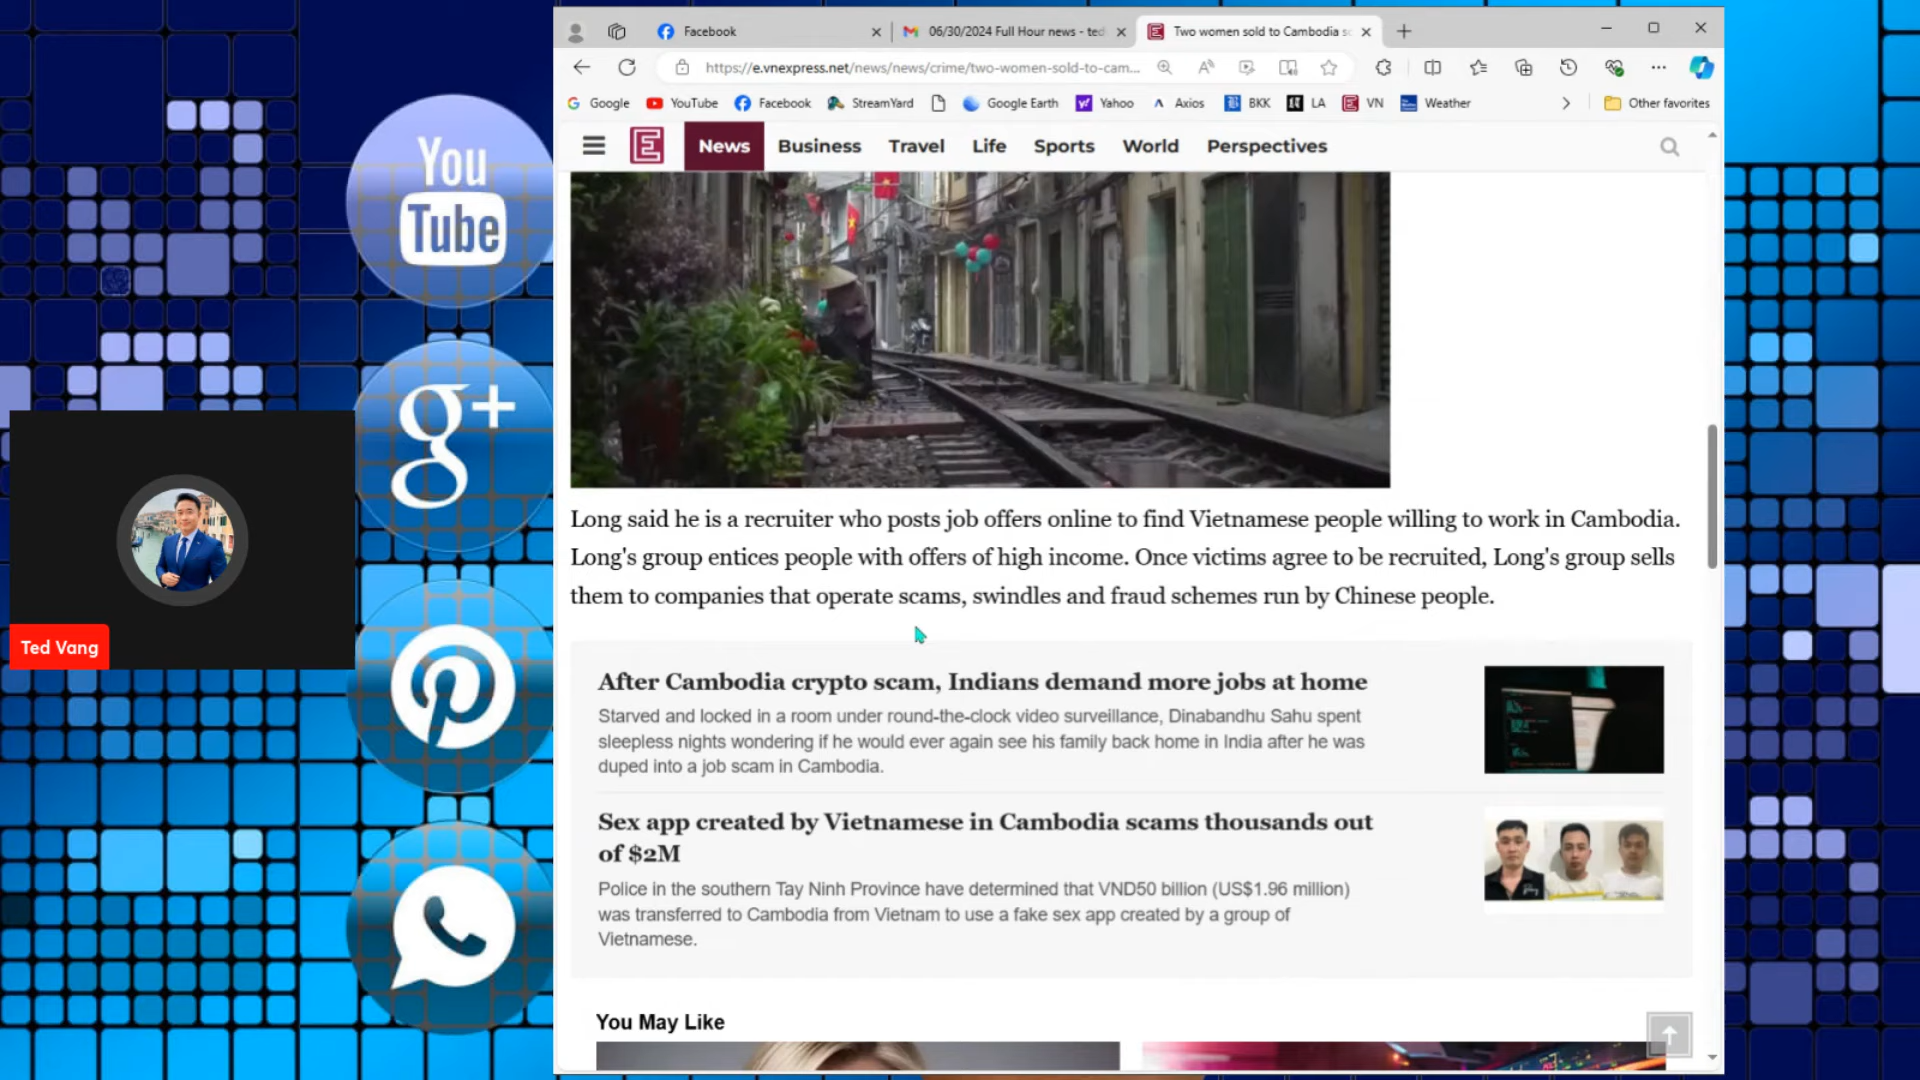 Facebook
06/30/2024 Full Hour news - ted
Two women sold to Cambodia sc
https://e.vnexpress.net/news/news/crime/two-women-sold-to-cam...
Google
YouTube
Facebook
StreamYard
Google Earth
Yahoo
Axios
BKK
LA
VN
Weather
Other favorites
E
News
Business
Travel
Life
Sports
World
Perspectives
You
Tube
g+
Long said he is a recruiter who posts job offers online to find Vietnamese people willing to work in Cambodia.
Long's group entices people with offers of high income. Once victims agree to be recruited, Long's group sells
them to companies that operate scams, swindles and fraud schemes run by Chinese people.
Ted Vang
After Cambodia crypto scam, Indians demand more jobs at home
Starved and locked in a room under round-the-clock video surveillance, Dinabandhu Sahu spent
sleepless nights wondering if he would ever again see his family back home in India after he was
duped into a job scam in Cambodia.
Sex app created by Vietnamese in Cambodia scams thousands out
of $2M
Police in the southern Tay Ninh Province have determined that VND50 billion (US$1.96 million)
was transferred to Cambodia from Vietnam to use a fake sex app created by a group of
Vietnamese.
You May Like